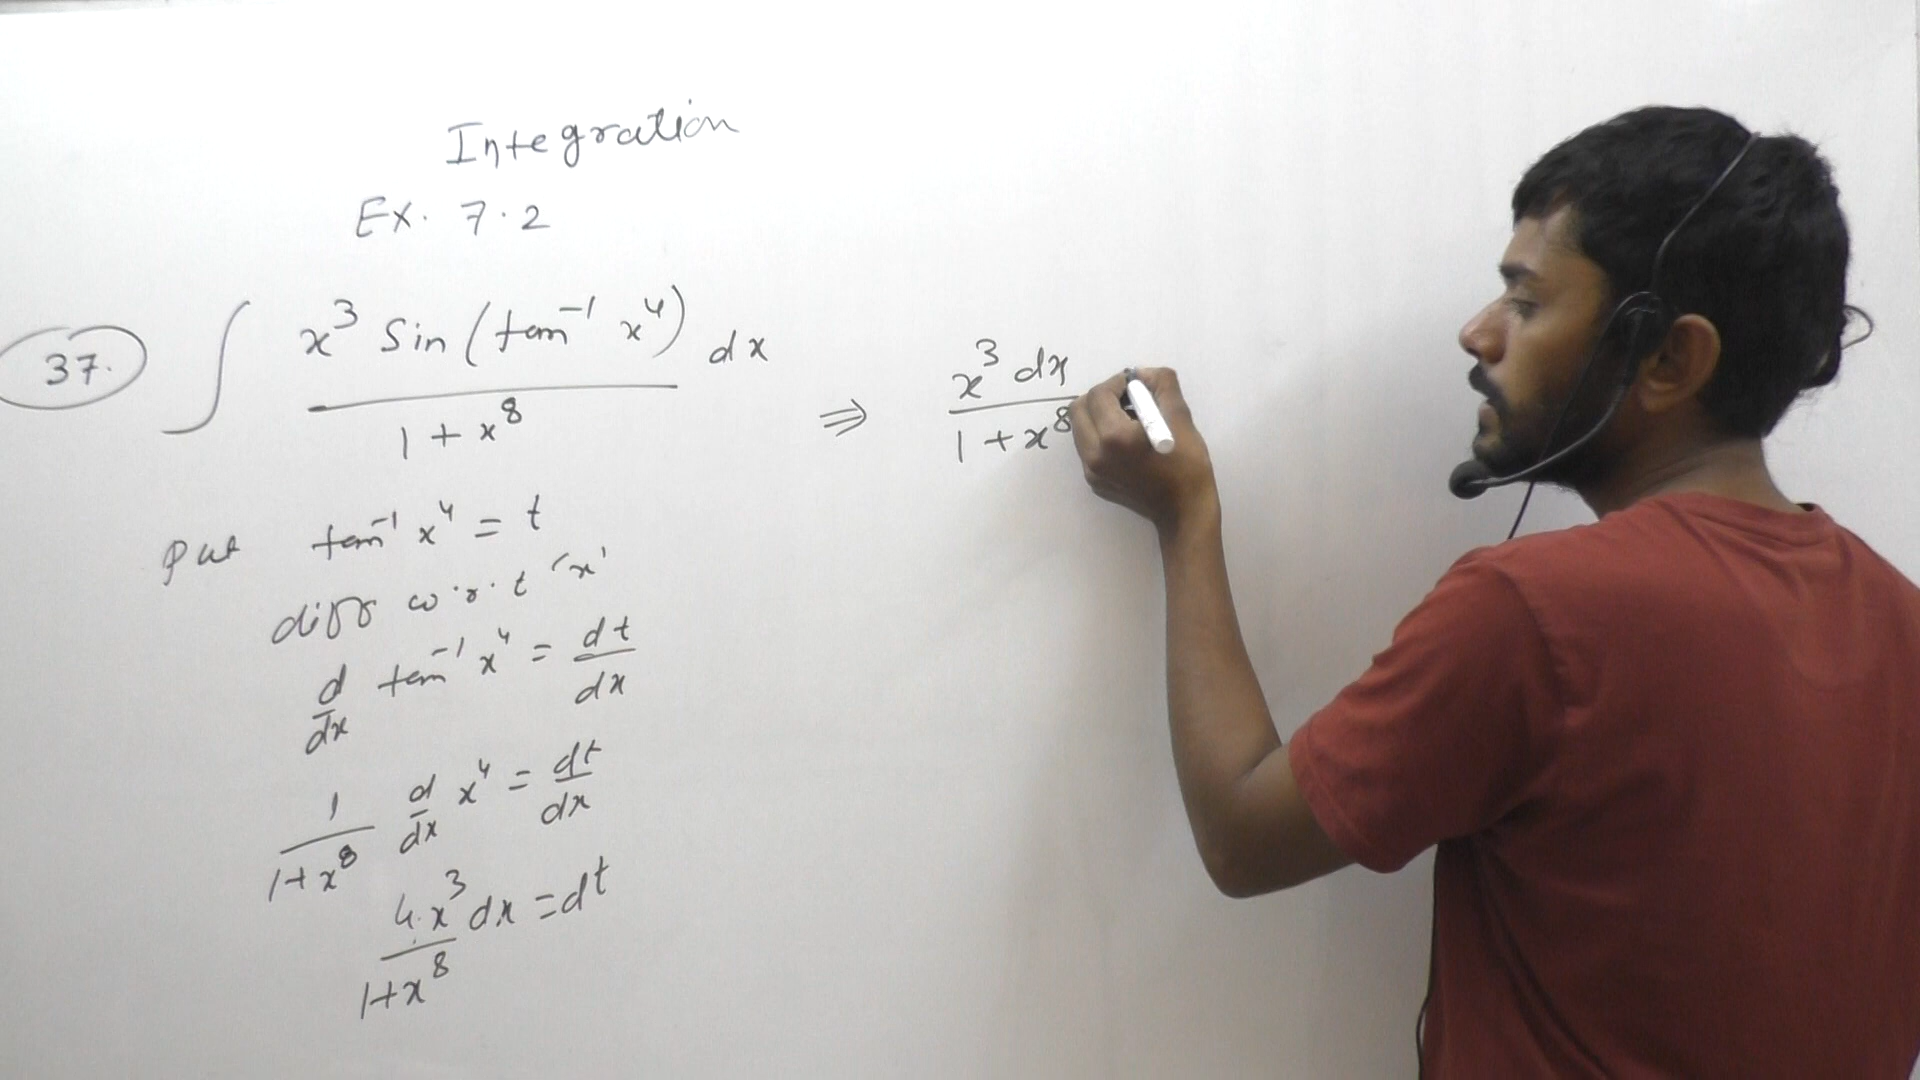 Integration
Ex. 7.2
37. ∫ x³ Sin (tan⁻¹ x⁴) / 1 + x⁸ dx ⇒ x³ dx / 1 + x⁸
Put tan⁻¹ x⁴ = t
diff w.r.t 'x'
d/dx tan⁻¹ x⁴ = dt/dx
1/1+x⁸ d/dx x⁴ = dt/dx
4.x³/1+x⁸ dx = dt